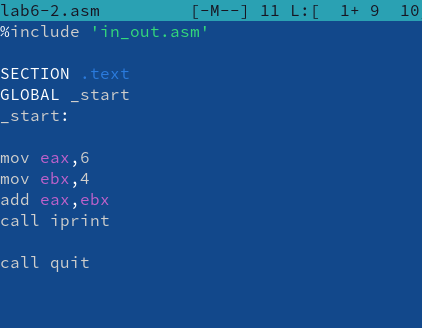 lab6-2.asm [-M--] 11 L:[ 1+ 9 10
%include 'in_out.asm'
SECTION .text
GLOBAL _start
_start:
mov eax,6
mov ebx,4
add eax,ebx
call iprint
call quit